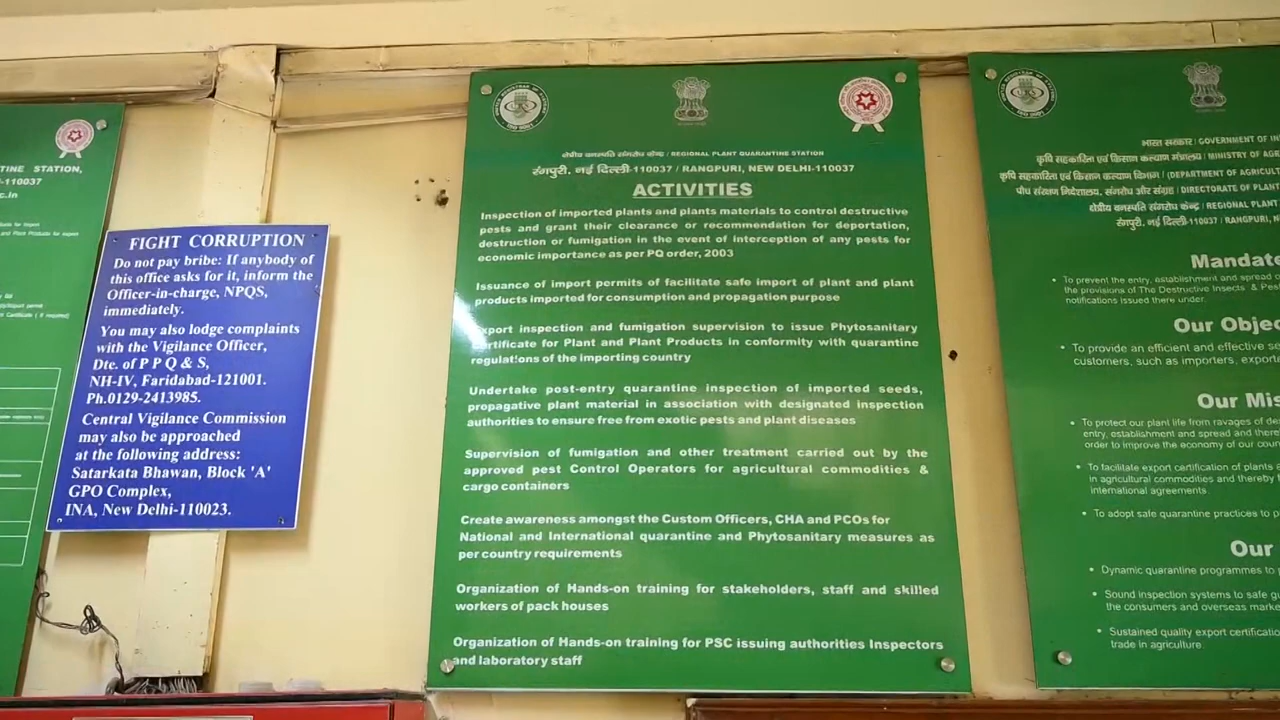 TINE STATION,
-110037
c.in
FIGHT CORRUPTION
Do not pay bribe: If anybody of
this office asks for it, inform the
Officer-in-charge, NPQS,
immediately.
You may also lodge complaints
with the Vigilance Officer,
Dte. of P P Q & S,
NH-IV, Faridabad-121001.
Ph.0129-2413985.
Central Vigilance Commission
may also be approached
at the following address:
Satarkata Bhawan, Block 'A'
GPO Complex,
INA, New Delhi-110023.
क्षेत्रीय वनस्पति संगरोध केन्द्र / REGIONAL PLANT QUARANTINE STATION
रंगपुरी, नई दिल्ली-110037 / RANGPURI, NEW DELHI-110037
ACTIVITIES
Inspection of imported plants and plants materials to control destructive
pests and grant their clearance or recommendation for deportation,
destruction or fumigation in the event of interception of any pests for
economic importance as per PQ order, 2003
Issuance of import permits of facilitate safe import of plant and plant
products imported for consumption and propagation purpose
Export inspection and fumigation supervision to issue Phytosanitary
Certificate for Plant and Plant Products in conformity with quarantine
regulations of the importing country
Undertake post-entry quarantine inspection of imported seeds,
propagative plant material in association with designated inspection
authorities to ensure free from exotic pests and plant diseases
Supervision of fumigation and other treatment carried out by the
approved pest Control Operators for agricultural commodities &
cargo containers
Create awareness amongst the Custom Officers, CHA and PCOs for
National and International quarantine and Phytosanitary measures as
per country requirements
Organization of Hands-on training for stakeholders, staff and skilled
workers of pack houses
Organization of Hands-on training for PSC issuing authorities Inspectors
and laboratory staff
भारत सरकार / GOVERNMENT OF IN
कृषि सहकारिता एवं किसान कल्याण मंत्रालय / MINISTRY OF AGR
कृषि सहकारिता एवं किसान कल्याण विभाग / (DEPARTMENT OF AGRICULT
पौध संरक्षण निदेशालय, संगरोध और संग्रह / DIRECTORATE OF PLANT
क्षेत्रीय वनस्पति संगरोध केन्द्र / REGIONAL PLANT
रंगपुरी, नई दिल्ली-110037 / RANGPURI, N
Mandate
• To prevent the entry, establishment and spread o
the provisions of The Destructive Insects & Pest
notifications issued there under.
Our Objec
• To provide an efficient and effective se
customers, such as importers, exporte
Our Mis
• To protect our plant life from ravages of de
entry, establishment and spread and there
order to improve the economy of our coun
• To facilitate export certification of plants &
in agricultural commodities and thereby f
international agreements.
• To adopt safe quarantine practices to p
Our
• Dynamic quarantine programmes to p
• Sound inspection systems to safe gu
the consumers and overseas marke
• Sustained quality export certification
trade in agriculture.